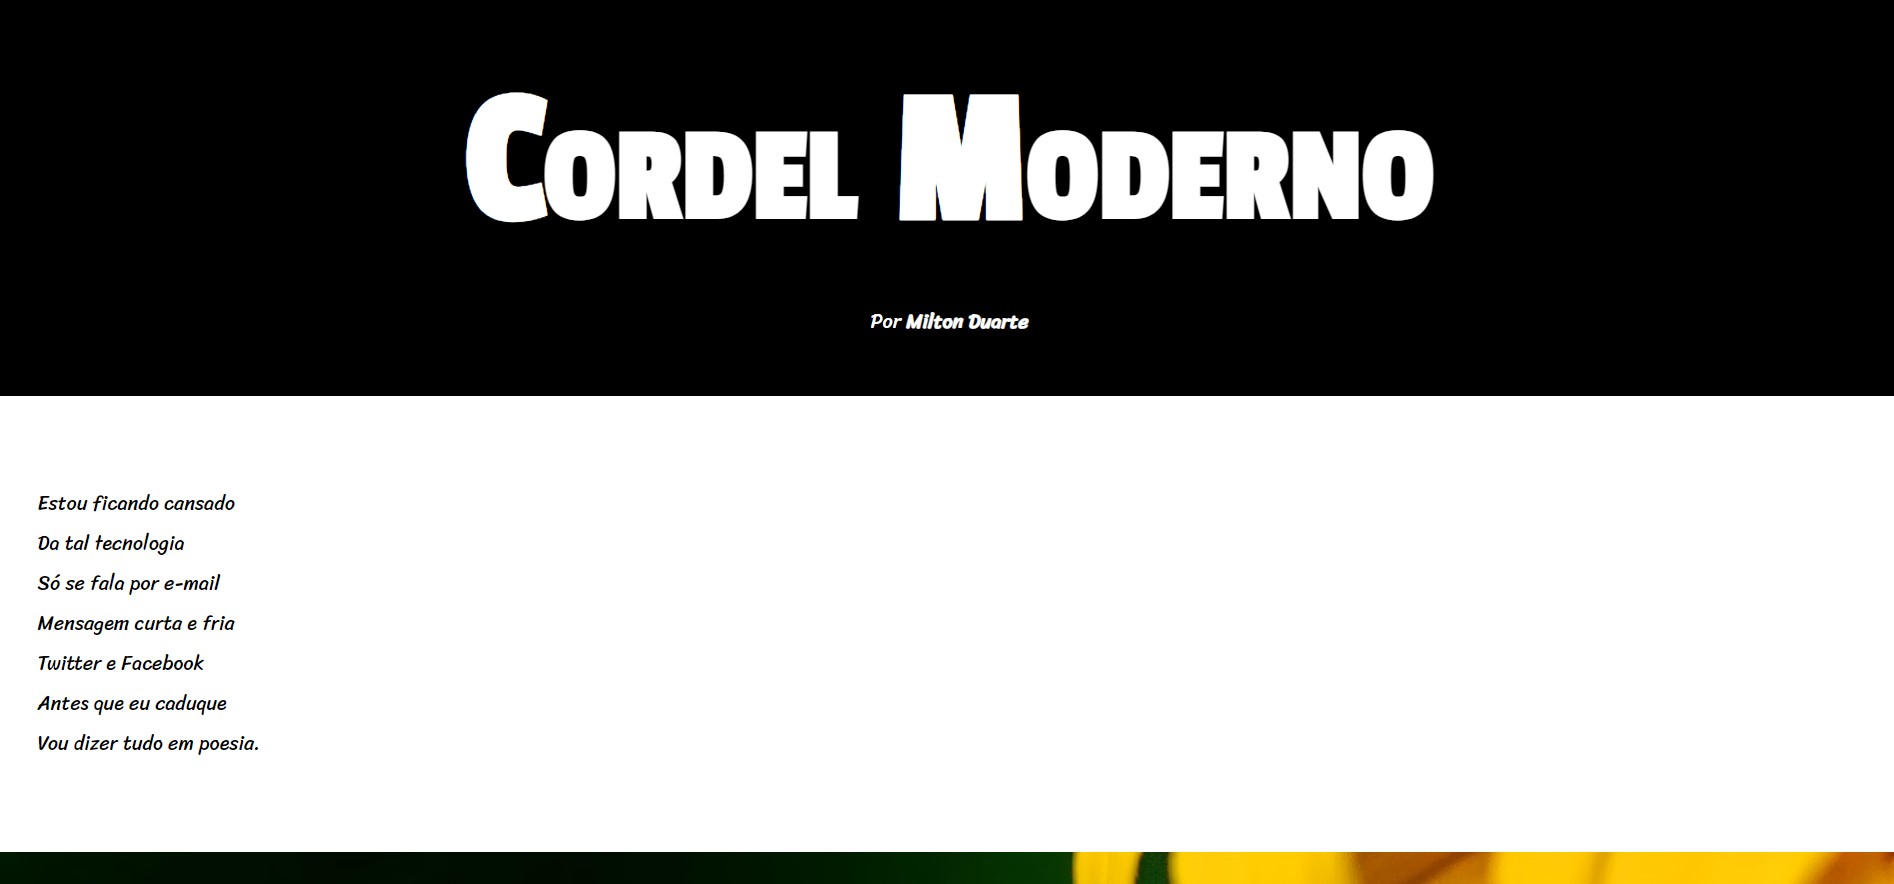 Cordel Moderno
Por Milton Duarte
Estou ficando cansado
Da tal tecnologia
Só se fala por e-mail
Mensagem curta e fria
Twitter e Facebook
Antes que eu caduque
Vou dizer tudo em poesia.